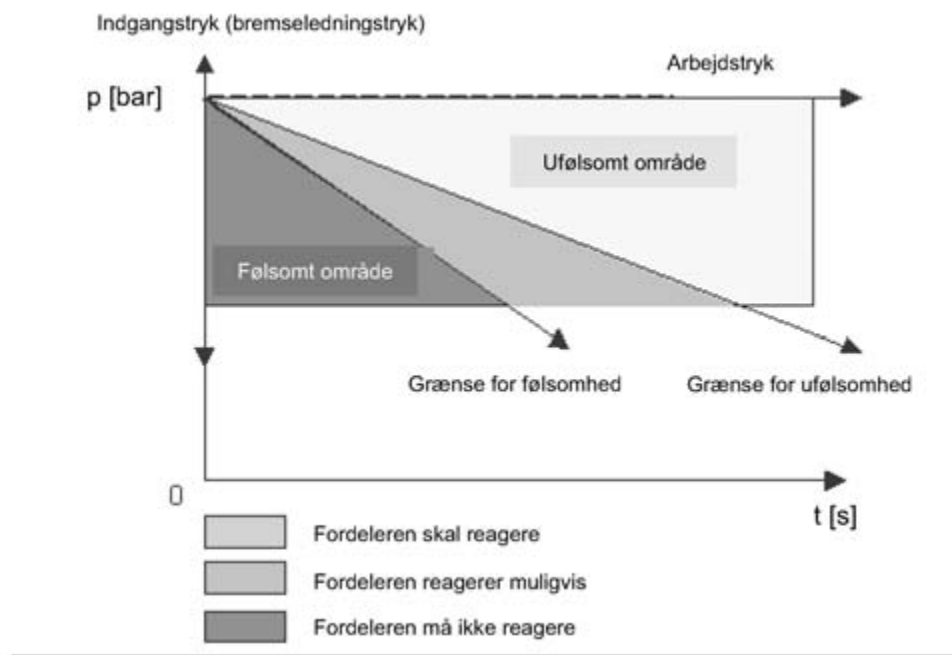 Indgangstryk (bremseledningstryk)
Arbejdstryk
p [bar]
Ufølsomt område
Følsomt område
Grænse for følsomhed
Grænse for ufølsomhed
0
t [s]
Fordeleren skal reagere
Fordeleren reagerer muligvis
Fordeleren må ikke reagere